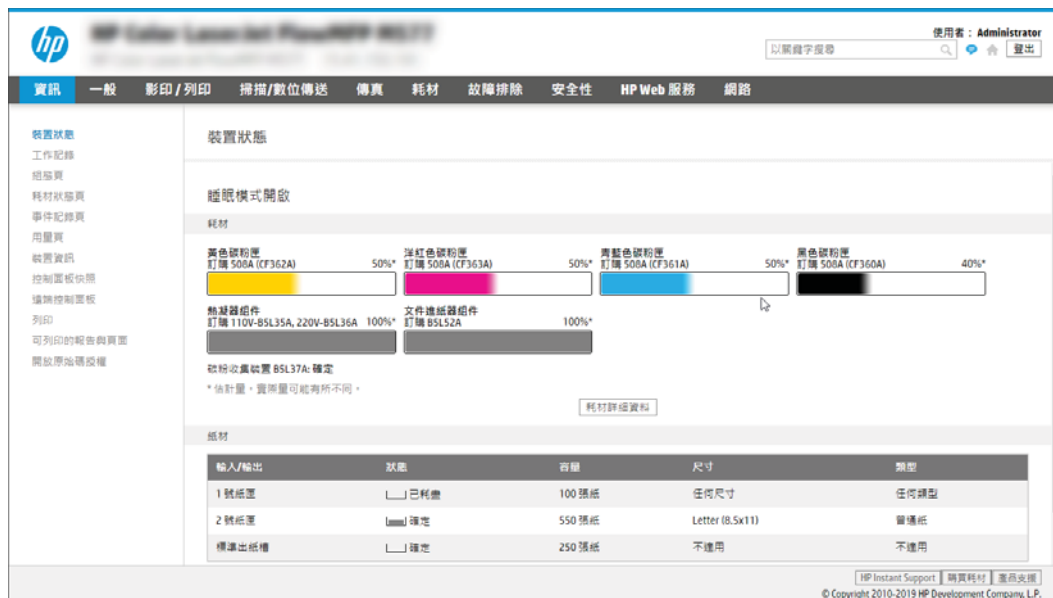 hp
使用者： Administrator
以關鍵字搜尋
登出
資訊 一般 影印/列印 掃描/數位傳送 傳真 耗材 故障排除 安全性 HP Web 服務 網路
裝置狀態
工作記錄
組態頁
耗材狀態頁
事件記錄頁
用量頁
裝置資訊
控制面板快照
遠端控制面板
列印
可列印的報告與頁面
開放原始碼授權
裝置狀態
睡眠模式開啟
耗材
黃色碳粉匣
訂購 508A (CF362A) 50%*
洋紅色碳粉匣
訂購 508A (CF363A) 50%*
青藍色碳粉匣
訂購 508A (CF361A) 50%*
黑色碳粉匣
訂購 508A (CF360A) 40%*
熱凝器組件
訂購 110V-B5L35A, 220V-B5L36A 100%*
文件進紙器組件
訂購 B5L52A 100%*
碳粉收集裝置 B5L37A: 確定
* 估計量。實際量可能有所不同。
耗材詳細資料
紙材
輸入/輸出 狀態 容量 尺寸 類型
1 號紙匣 已耗盡 100 張紙 任何尺寸 任何類型
2 號紙匣 確定 550 張紙 Letter (8.5x11) 普通紙
標準出紙槽 確定 250 張紙 不適用 不適用
HP Instant Support 購買耗材 產品支援
© Copyright 2010-2019 HP Development Company, L.P.